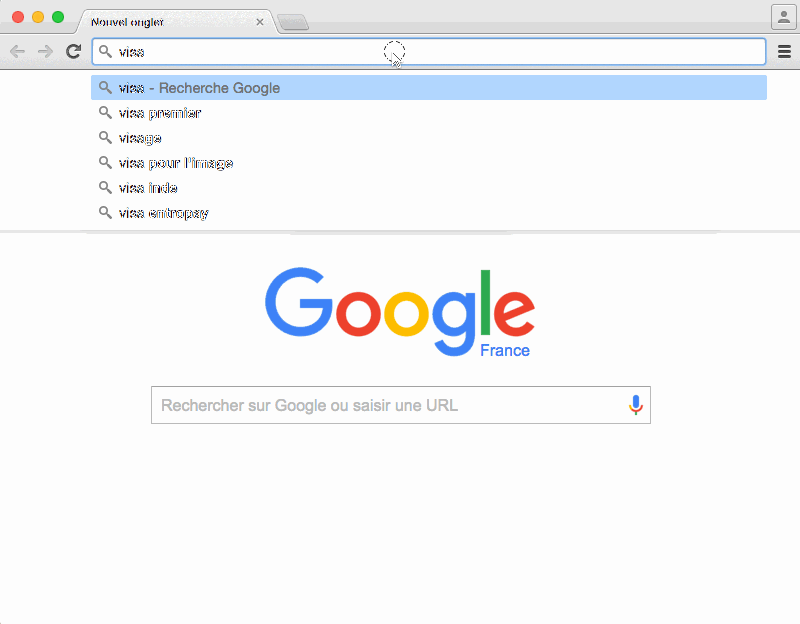 Nouvel onglet
visa
visa - Recherche Google
visa premier
visage
visa pour l'image
visa inde
visa entropay
Google
France
Rechercher sur Google ou saisir une URL